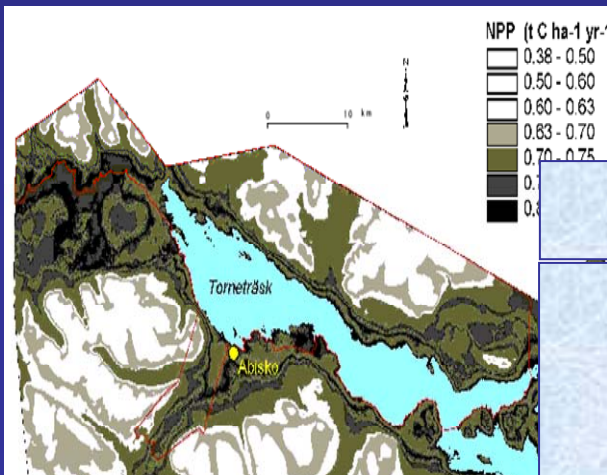 NPP (t C ha-1 yr-1
0.38 - 0.50
0.50 - 0.60
0.60 - 0.63
0.63 - 0.70
0.70 - 0.75
N
0 10 km
Torneträsk
Abisko